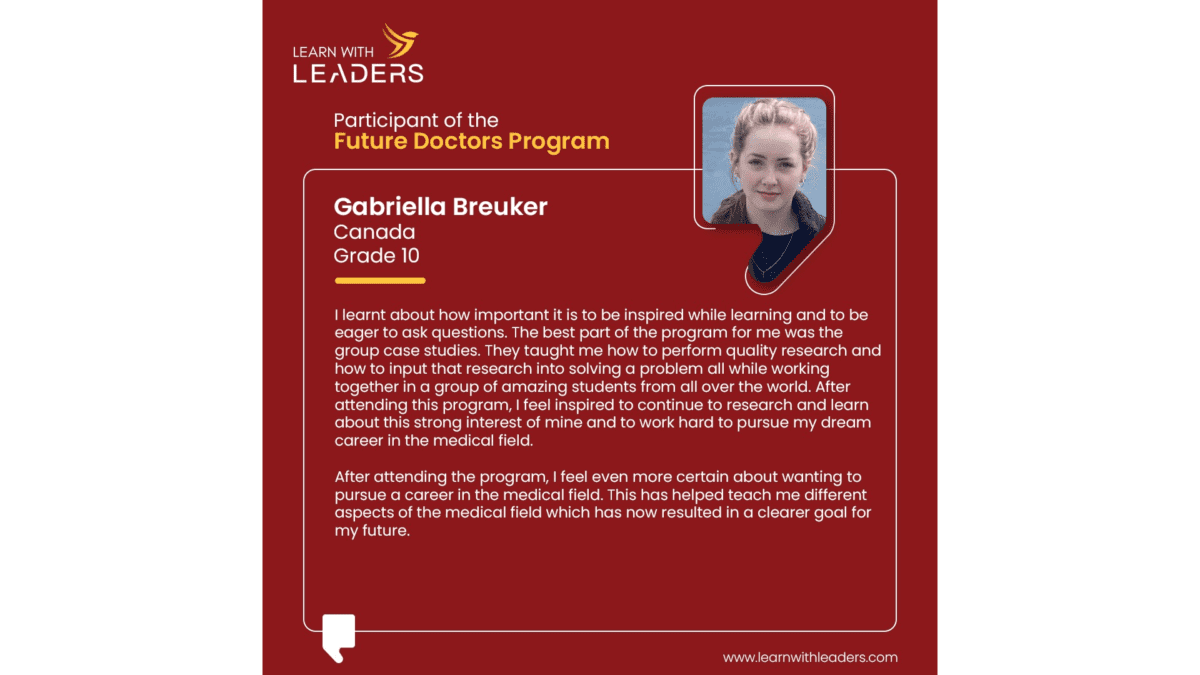 LEARN WITH
LEADERS
Participant of the
Future Doctors Program
Gabriella Breuker
Canada
Grade 10
I learnt about how important it is to be inspired while learning and to be
eager to ask questions. The best part of the program for me was the
group case studies. They taught me how to perform quality research and
how to input that research into solving a problem all while working
together in a group of amazing students from all over the world. After
attending this program, I feel inspired to continue to research and learn
about this strong interest of mine and to work hard to pursue my dream
career in the medical field.
After attending the program, I feel even more certain about wanting to
pursue a career in the medical field. This has helped teach me different
aspects of the medical field which has now resulted in a clearer goal for
my future.
www.learnwithleaders.com